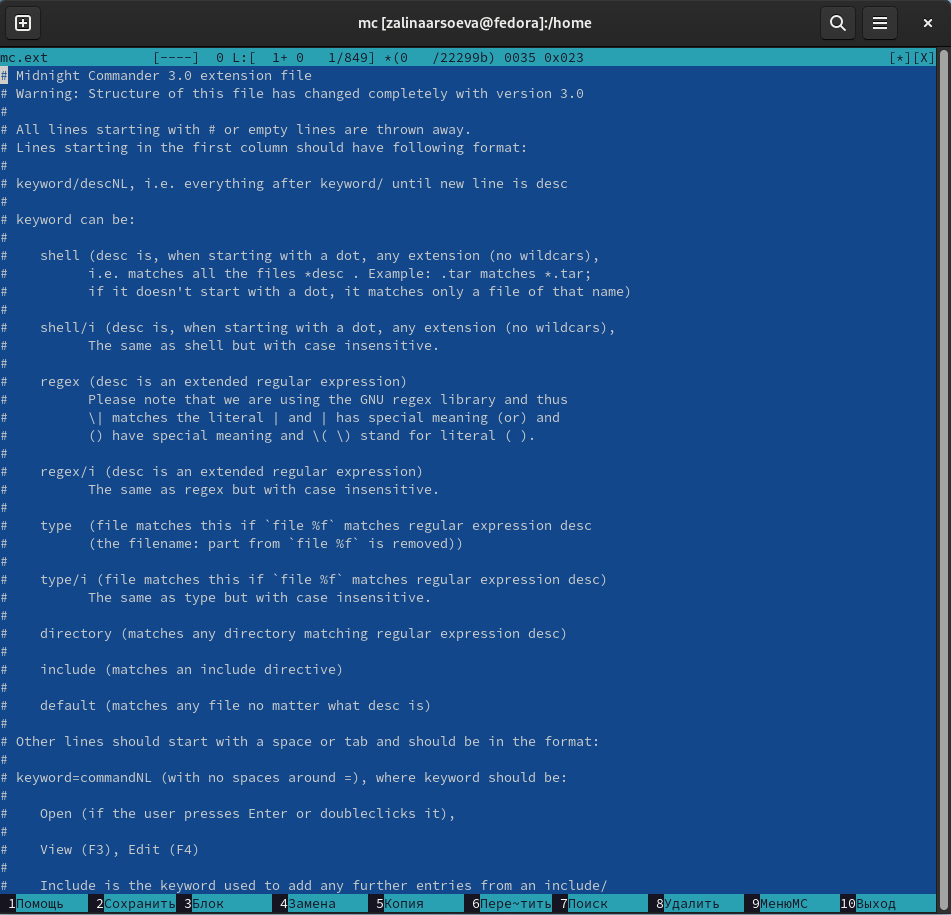 mc [zalinaarsoeva@fedora]:/home
mc.ext [----] 0 L:[ 1+ 0 1/849] *(0 /22299b) 0035 0x023 [*][X]
# Midnight Commander 3.0 extension file
# Warning: Structure of this file has changed completely with version 3.0
#
# All lines starting with # or empty lines are thrown away.
# Lines starting in the first column should have following format:
#
# keyword/descNL, i.e. everything after keyword/ until new line is desc
#
# keyword can be:
#
#    shell (desc is, when starting with a dot, any extension (no wildcars),
#          i.e. matches all the files *desc . Example: .tar matches *.tar;
#          if it doesn't start with a dot, it matches only a file of that name)
#
#    shell/i (desc is, when starting with a dot, any extension (no wildcars),
#          The same as shell but with case insensitive.
#
#    regex (desc is an extended regular expression)
#          Please note that we are using the GNU regex library and thus
#          \| matches the literal | and | has special meaning (or) and
#          () have special meaning and \( \) stand for literal ( ).
#
#    regex/i (desc is an extended regular expression)
#          The same as regex but with case insensitive.
#
#    type  (file matches this if `file %f` matches regular expression desc
#          (the filename: part from `file %f` is removed))
#
#    type/i (file matches this if `file %f` matches regular expression desc)
#          The same as type but with case insensitive.
#
#    directory (matches any directory matching regular expression desc)
#
#    include (matches an include directive)
#
#    default (matches any file no matter what desc is)
#
# Other lines should start with a space or tab and should be in the format:
#
# keyword=commandNL (with no spaces around =), where keyword should be:
#
#    Open (if the user presses Enter or doubleclicks it),
#
#    View (F3), Edit (F4)
#
#    Include is the keyword used to add any further entries from an include/
1Помощь 2Сохранить 3Блок 4Замена 5Копия 6Пере~тить 7Поиск 8Удалить 9МенюMC 10Выход